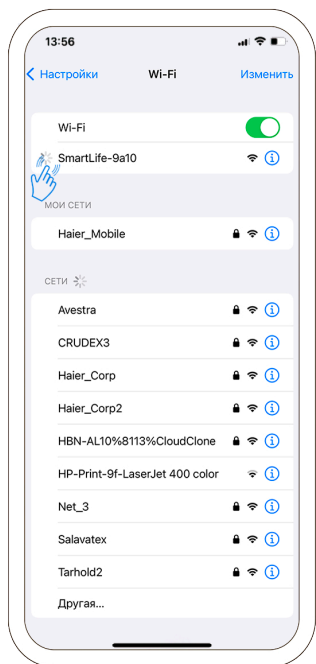 13:56
Настройки Wi-Fi Изменить
Wi-Fi
SmartLife-9a10
МОИ СЕТИ
Haier_Mobile
СЕТИ
Avestra
CRUDEX3
Haier_Corp
Haier_Corp2
HBN-AL10%8113%CloudClone
HP-Print-9f-LaserJet 400 color
Net_3
Salavatex
Tarhold2
Другая...